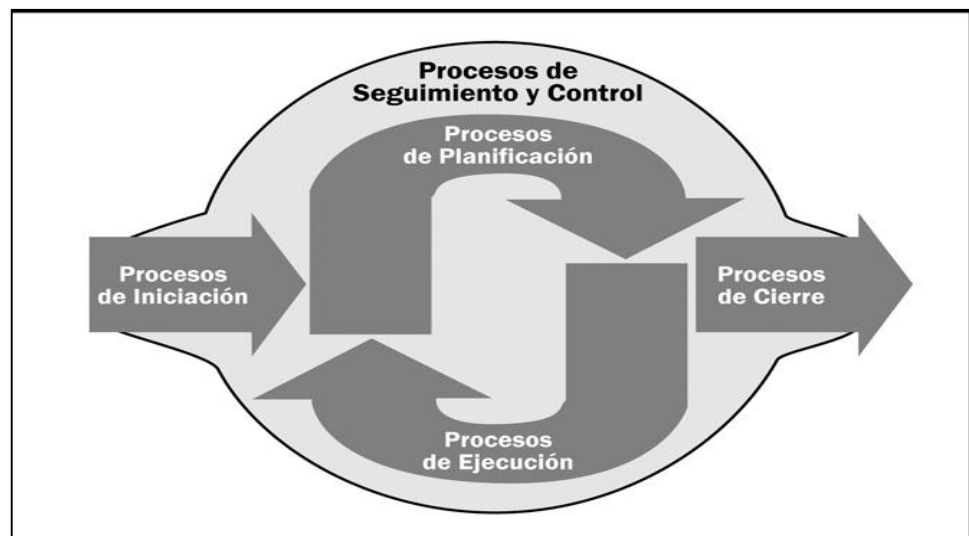 Procesos de
Seguimiento y Control
Procesos
de Planificación
Procesos
de Iniciación
Procesos
de Cierre
Procesos
de Ejecución